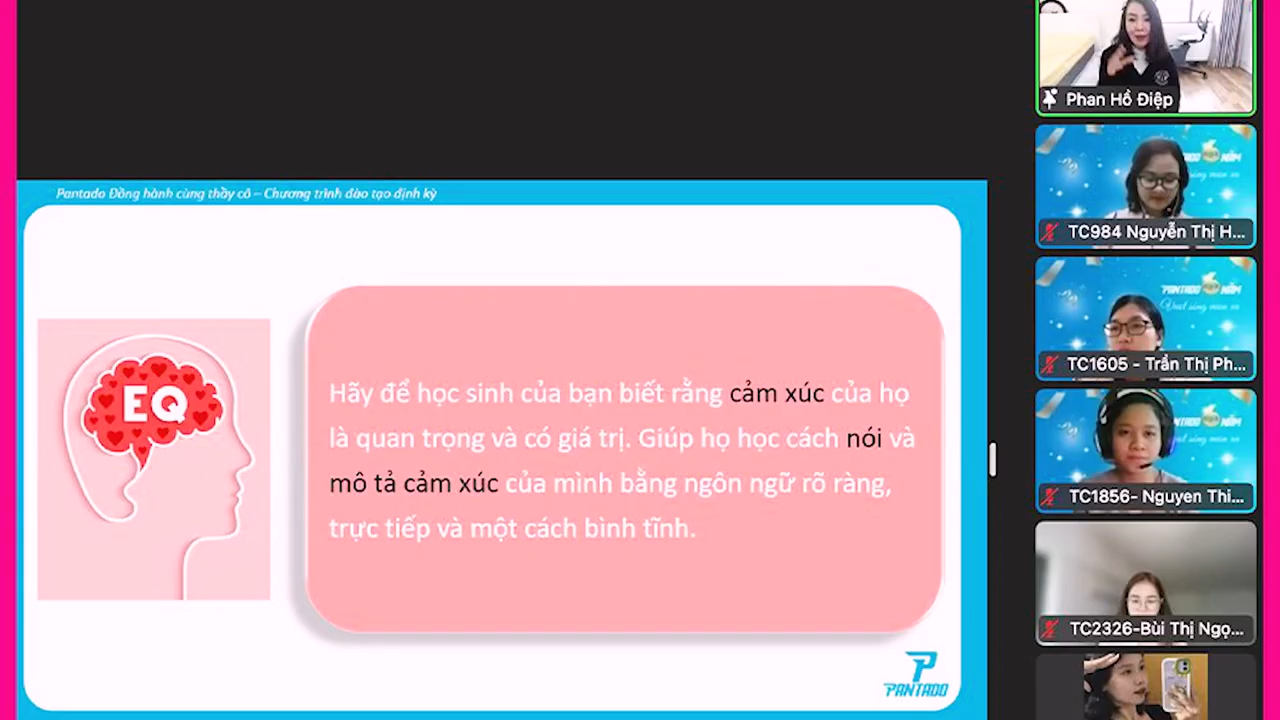 Phan Hồ Điệp
TC984 Nguyễn Thị H...
TC1605 - Trần Thị Ph...
TC1856- Nguyen Thi...
TC2326-Bùi Thị Ngọ...
Pantado Đồng hành cùng thầy cô – Chương trình đào tạo định kỳ
EQ
Hãy để học sinh của bạn biết rằng cảm xúc của họ
là quan trọng và có giá trị. Giúp họ học cách nói và
mô tả cảm xúc của mình bằng ngôn ngữ rõ ràng,
trực tiếp và một cách bình tĩnh.
PANTADO